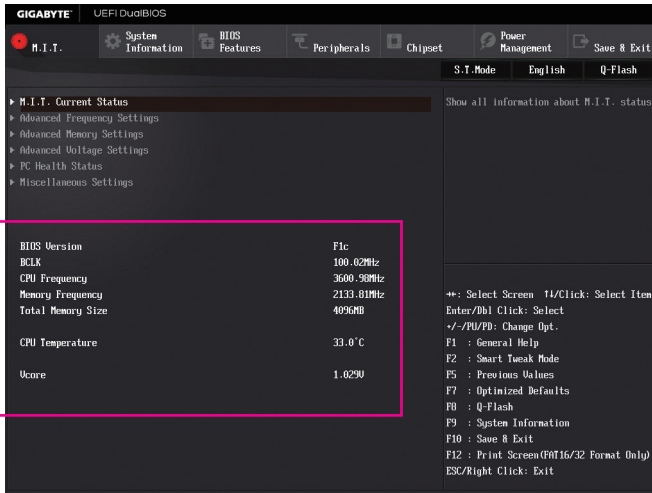 GIGABYTE™ UEFI DualBIOS
M.I.T.
System Information
BIOS Features
Peripherals
Chipset
Power Management
Save & Exit
S.T.Mode English Q-Flash
M.I.T. Current Status
Advanced Frequency Settings
Advanced Memory Settings
Advanced Voltage Settings
PC Health Status
Miscellaneous Settings
Show all information about M.I.T. status
BIOS Version F1c
BCLK 100.02MHz
CPU Frequency 3600.98MHz
Memory Frequency 2133.81MHz
Total Memory Size 4096MB
CPU Temperature 33.0°C
Vcore 1.029V
→←: Select Screen ↑↓/Click: Select Item
Enter/Dbl Click: Select
+/-/PU/PD: Change Opt.
F1 : General Help
F2 : Smart Tweak Mode
F5 : Previous Values
F7 : Optimized Defaults
F8 : Q-Flash
F9 : System Information
F10 : Save & Exit
F12 : Print Screen(FAT16/32 Format Only)
ESC/Right Click: Exit